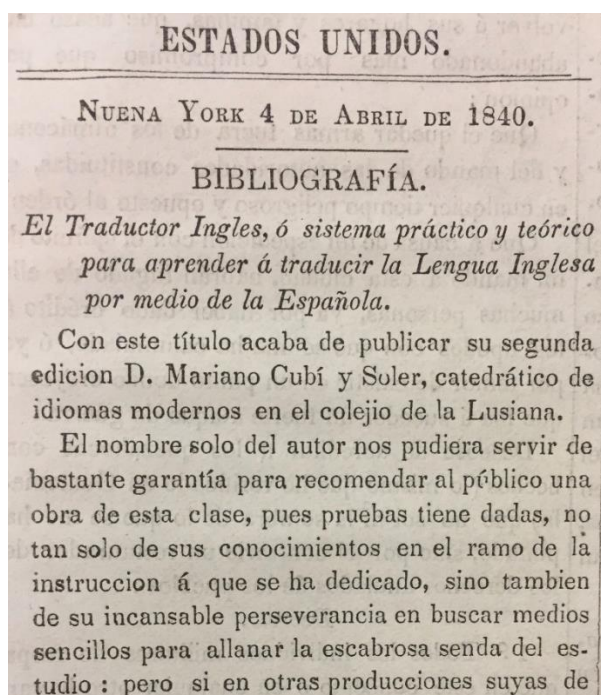 ESTADOS UNIDOS.
NUENA YORK 4 DE ABRIL DE 1840.
BIBLIOGRAFÍA.
El Traductor Ingles, ó sistema práctico y teórico
para aprender á traducir la Lengua Inglesa
por medio de la Española.
Con este título acaba de publicar su segunda
edicion D. Mariano Cubí y Soler, catedrático de
idiomas modernos en el colejio de la Lusiana.
El nombre solo del autor nos pudiera servir de
bastante garantía para recomendar al público una
obra de esta clase, pues pruebas tiene dadas, no
tan solo de sus conocimientos en el ramo de la
instruccion á que se ha dedicado, sino tambien
de su incansable perseverancia en buscar medios
sencillos para allanar la escabrosa senda del es-
tudio : pero si en otras producciones suyas de